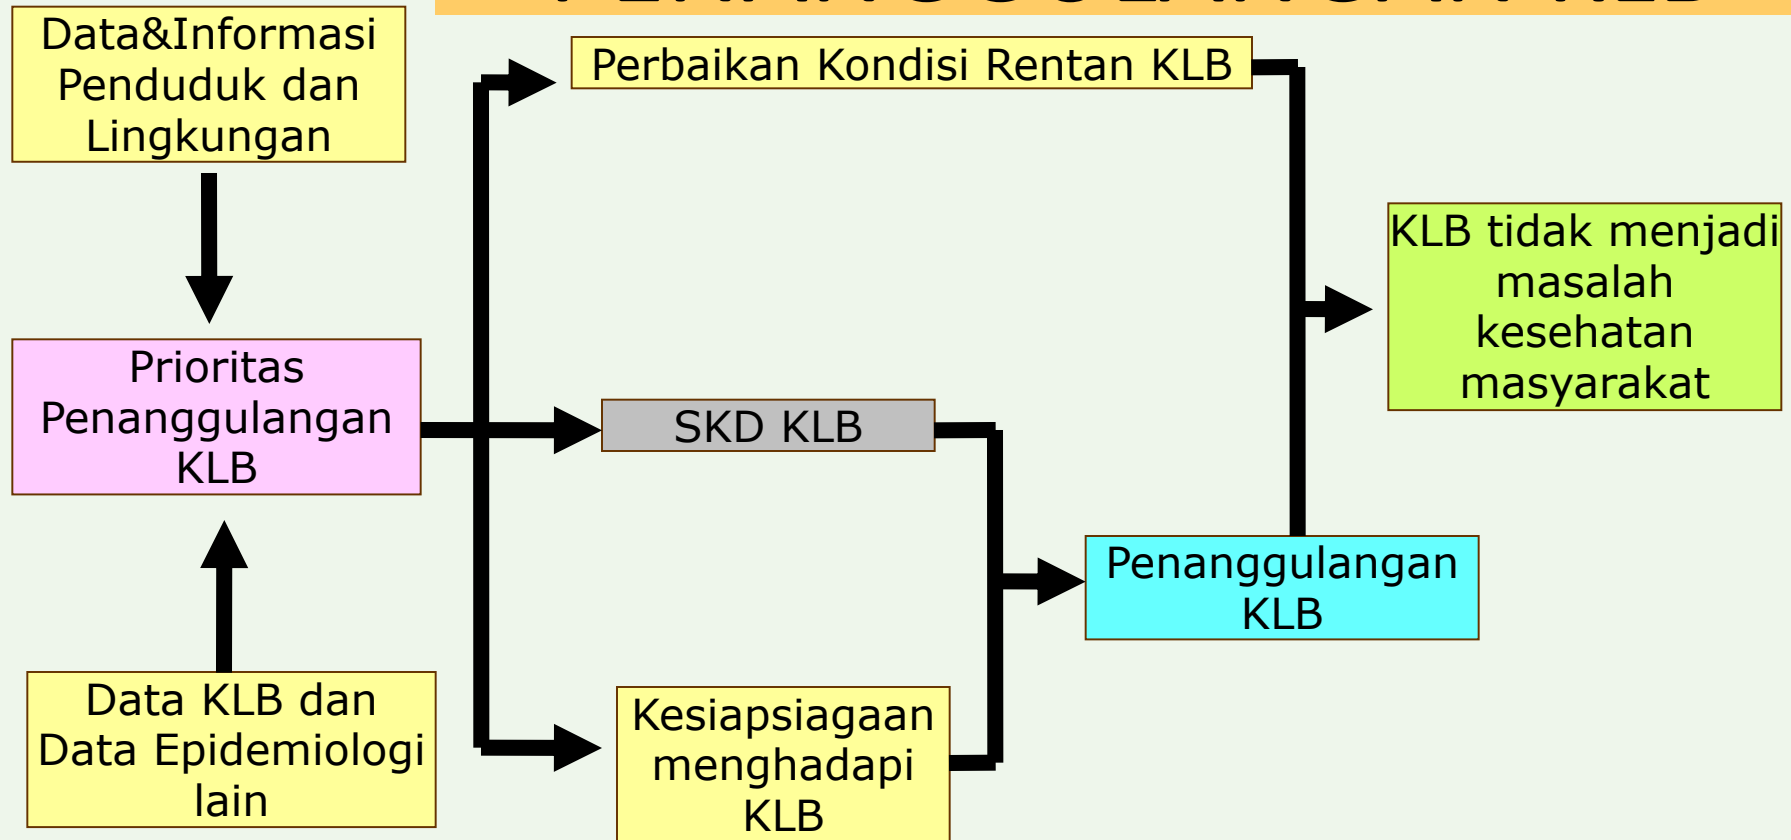 Data&Informasi
Penduduk dan
Lingkungan
Perbaikan Kondisi Rentan KLB
KLB tidak menjadi
masalah
kesehatan
masyarakat
Prioritas
Penanggulangan
KLB
SKD KLB
Penanggulangan
KLB
Data KLB dan
Data Epidemiologi
lain
Kesiapsiagaan
menghadapi
KLB